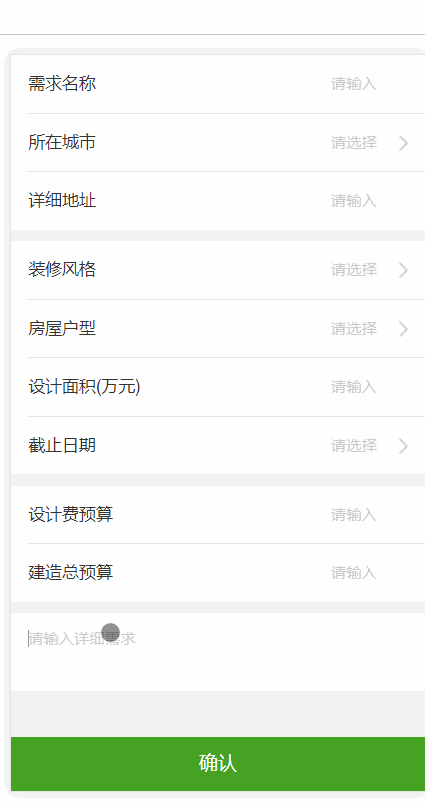 需求名称 请输入
所在城市 请选择
详细地址 请输入
装修风格 请选择
房屋户型 请选择
设计面积(万元) 请输入
截止日期 请选择
设计费预算 请输入
建造总预算 请输入
请输入详细需求
确认